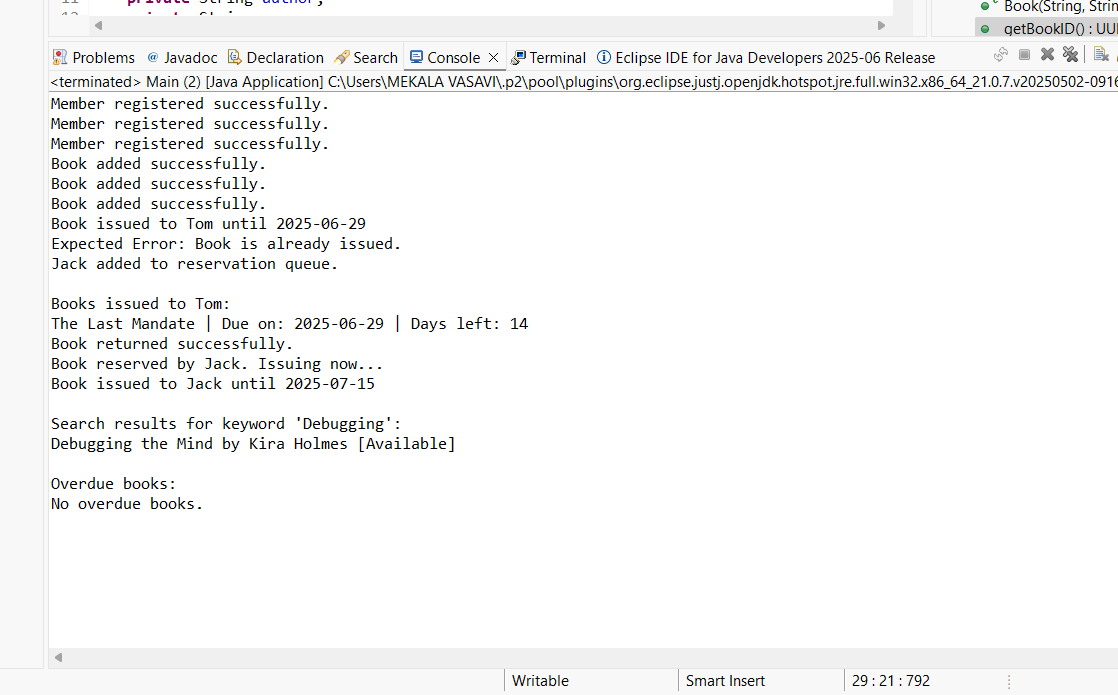 private String author;
Book(String, Strin
getBookID() : UU
Problems @ Javadoc Declaration Search Console Terminal Eclipse IDE for Java Developers 2025-06 Release
<terminated> Main (2) [Java Application] C:\Users\MEKALA VASAVI\.p2\pool\plugins\org.eclipse.justj.openjdk.hotspot.jre.full.win32.x86_64_21.0.7.v20250502-0916
Member registered successfully.
Member registered successfully.
Member registered successfully.
Book added successfully.
Book added successfully.
Book added successfully.
Book issued to Tom until 2025-06-29
Expected Error: Book is already issued.
Jack added to reservation queue.
Books issued to Tom:
The Last Mandate | Due on: 2025-06-29 | Days left: 14
Book returned successfully.
Book reserved by Jack. Issuing now...
Book issued to Jack until 2025-07-15
Search results for keyword 'Debugging':
Debugging the Mind by Kira Holmes [Available]
Overdue books:
No overdue books.
Writable Smart Insert 29 : 21 : 792